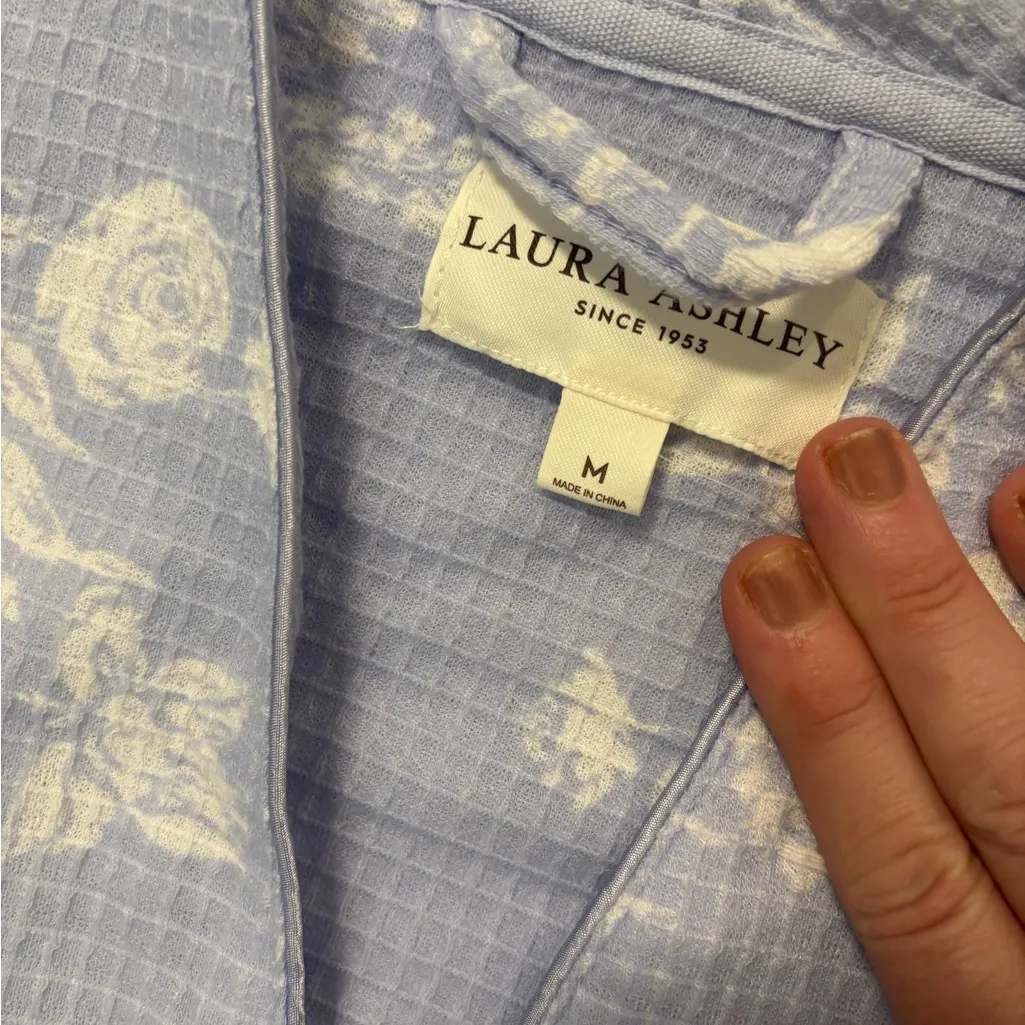 LAURA ASHLEY
SINCE 1953
M
MADE IN CHINA